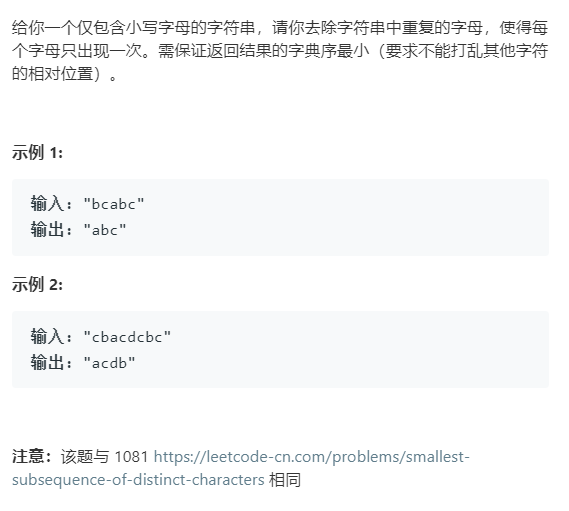 给你一个仅包含小写字母的字符串，请你去除字符串中重复的字母，使得每
个字母只出现一次。需保证返回结果的字典序最小（要求不能打乱其他字符
的相对位置）。
示例 1:
输入: "bcabc"
输出: "abc"
示例 2:
输入: "cbacdcbc"
输出: "acdb"
注意：该题与 1081 https://leetcode-cn.com/problems/smallest-
subsequence-of-distinct-characters 相同